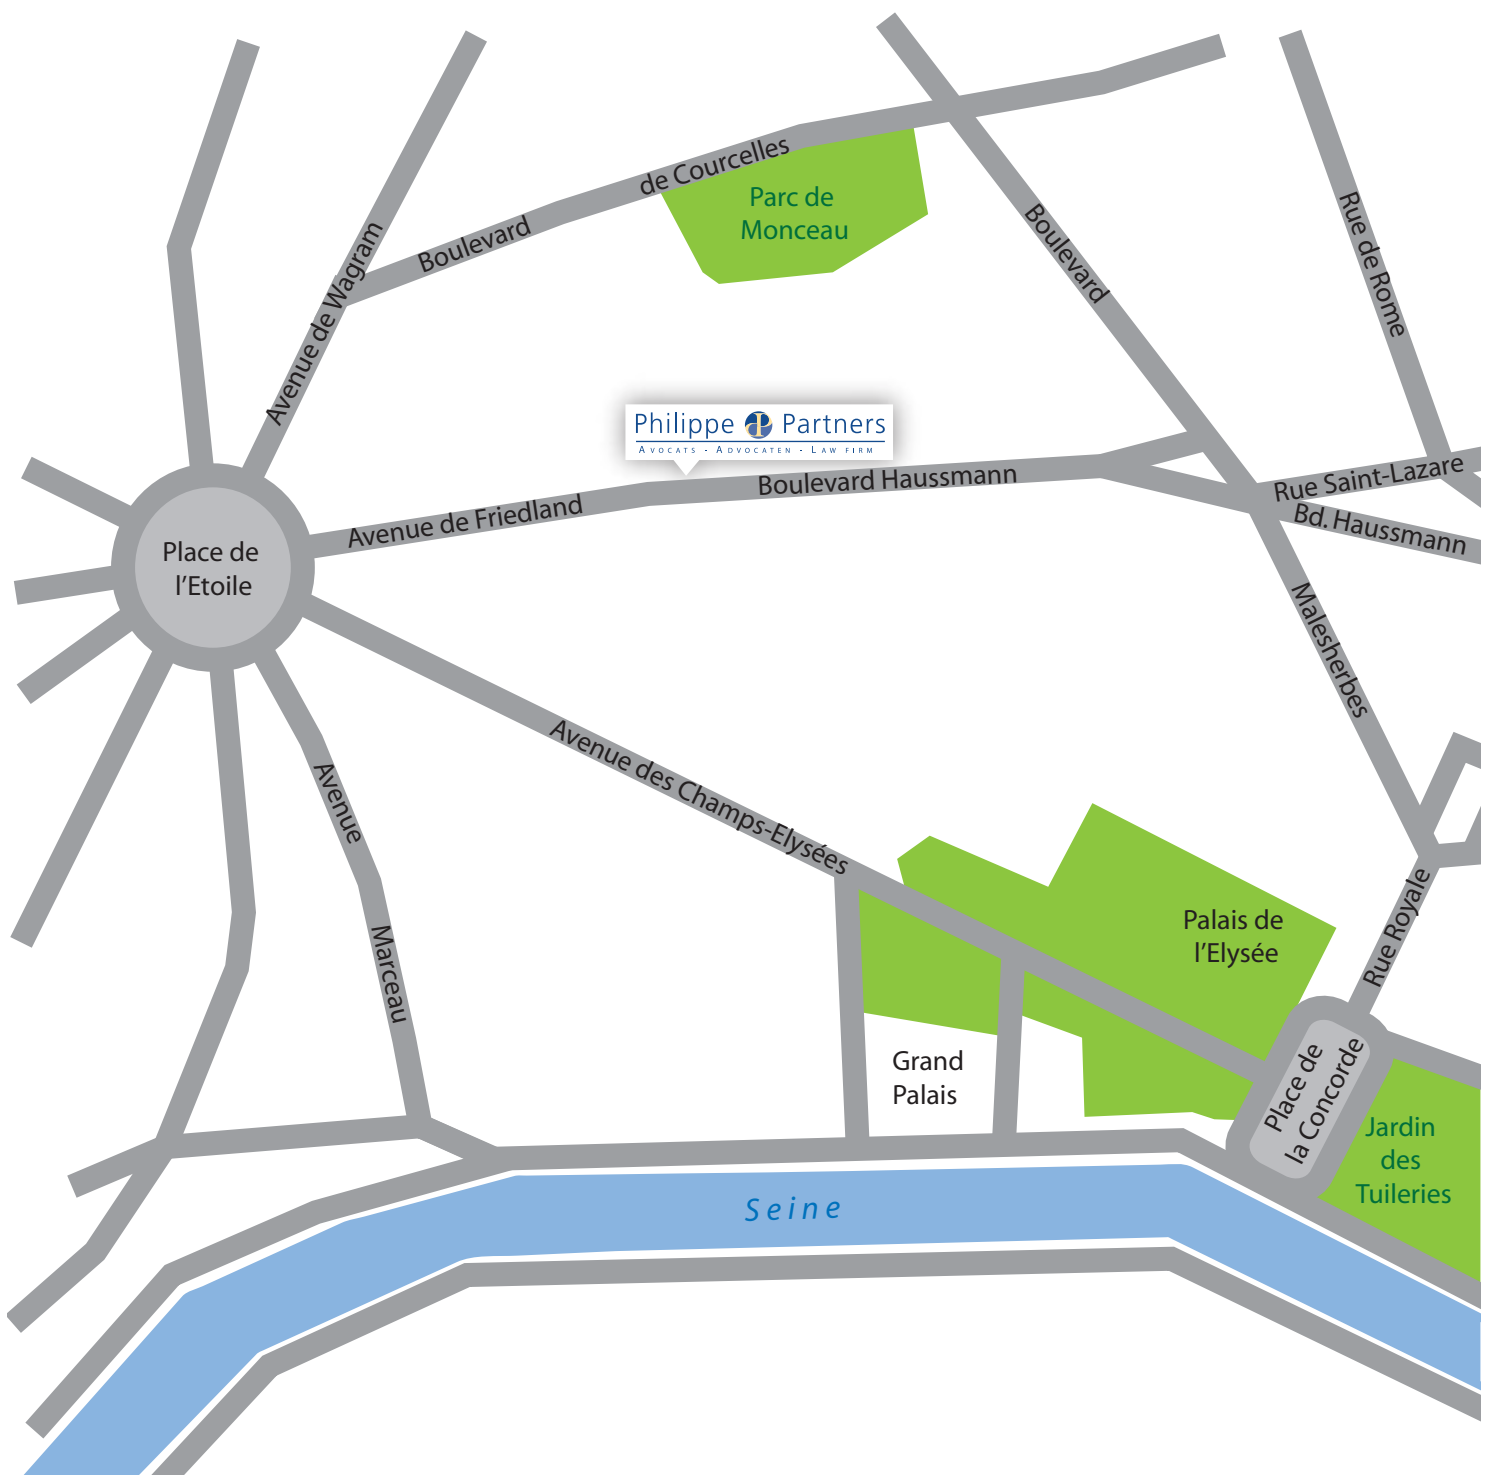 de Courcelles
Boulevard
Avenue de Wagram
Parc de
Monceau
Boulevard
Rue de Rome
Philippe Partners
AVOCATS - ADVOCATEN - LAW FIRM
Boulevard Haussmann
Avenue de Friedland
Rue Saint-Lazare
Bd. Haussmann
Place de
l'Etoile
Malesherbes
Avenue des Champs-Elysées
Avenue
Marceau
Palais de
l'Elysée
Rue Royale
Grand
Palais
Place de
la Concorde
Jardin
des
Tuileries
Seine